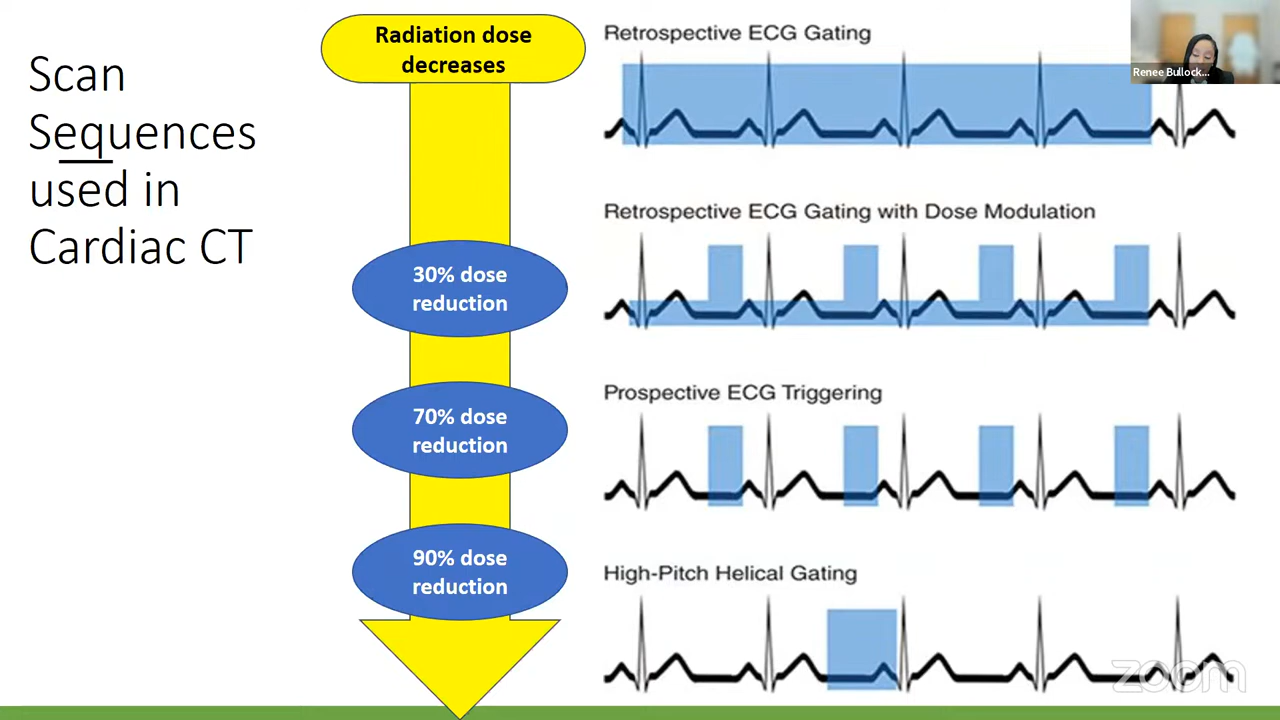 Scan
Sequences
used in
Cardiac CT
Radiation dose
decreases
30% dose
reduction
70% dose
reduction
90% dose
reduction
Retrospective ECG Gating
Retrospective ECG Gating with Dose Modulation
Prospective ECG Triggering
High-Pitch Helical Gating
Renee Bullock...
zoom